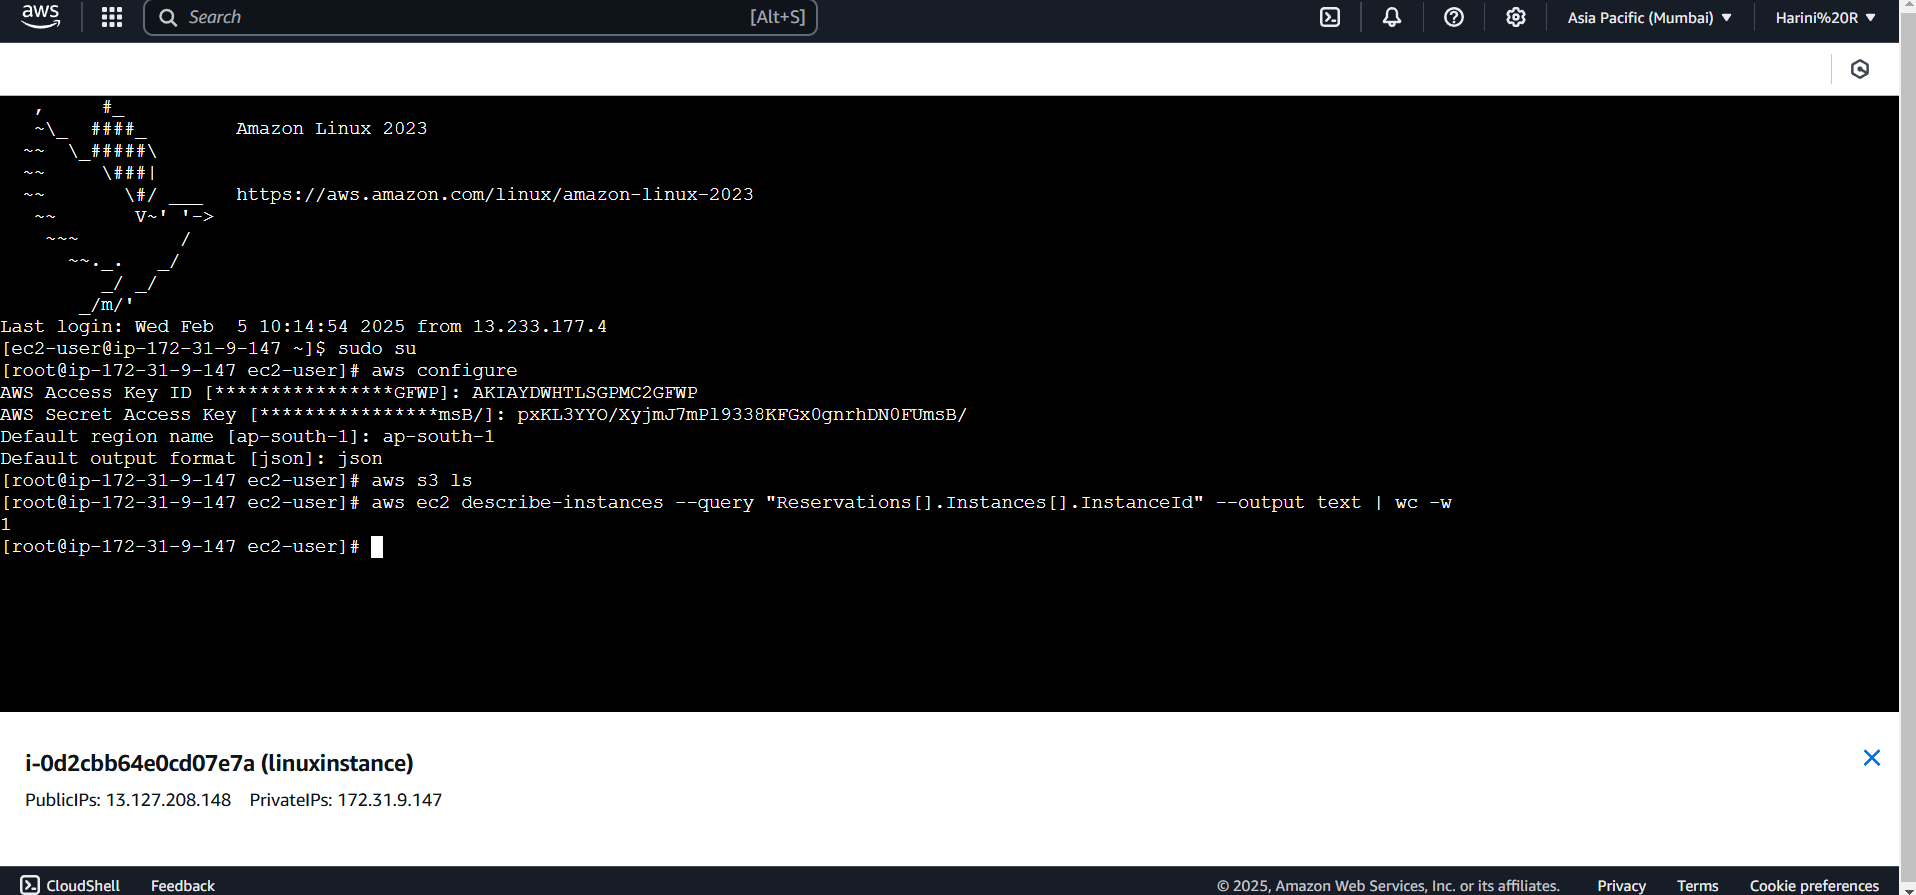 aws
Search [Alt+S]
Asia Pacific (Mumbai) ▼ Harini%20R ▼
   ,     #_
   ~\_  ####_        Amazon Linux 2023
  ~~  \_#####\
  ~~     \###|
  ~~       \#/ ___   https://aws.amazon.com/linux/amazon-linux-2023
   ~~       V~' '->
    ~~~         /
      ~~._.   _/
         _/ _/
       _/m/'
Last login: Wed Feb  5 10:14:54 2025 from 13.233.177.4
[ec2-user@ip-172-31-9-147 ~]$ sudo su
[root@ip-172-31-9-147 ec2-user]# aws configure
AWS Access Key ID [****************GFWP]: AKIAYDWHTLSGPMC2GFWP
AWS Secret Access Key [****************msB/]: 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
Default region name [ap-south-1]: ap-south-1
Default output format [json]: json
[root@ip-172-31-9-147 ec2-user]# aws s3 ls
[root@ip-172-31-9-147 ec2-user]# aws ec2 describe-instances --query "Reservations[].Instances[].InstanceId" --output text | wc -w
1
[root@ip-172-31-9-147 ec2-user]#
i-0d2cbb64e0cd07e7a (linuxinstance)
PublicIPs: 13.127.208.148 PrivateIPs: 172.31.9.147
CloudShell Feedback © 2025, Amazon Web Services, Inc. or its affiliates. Privacy Terms Cookie preferences